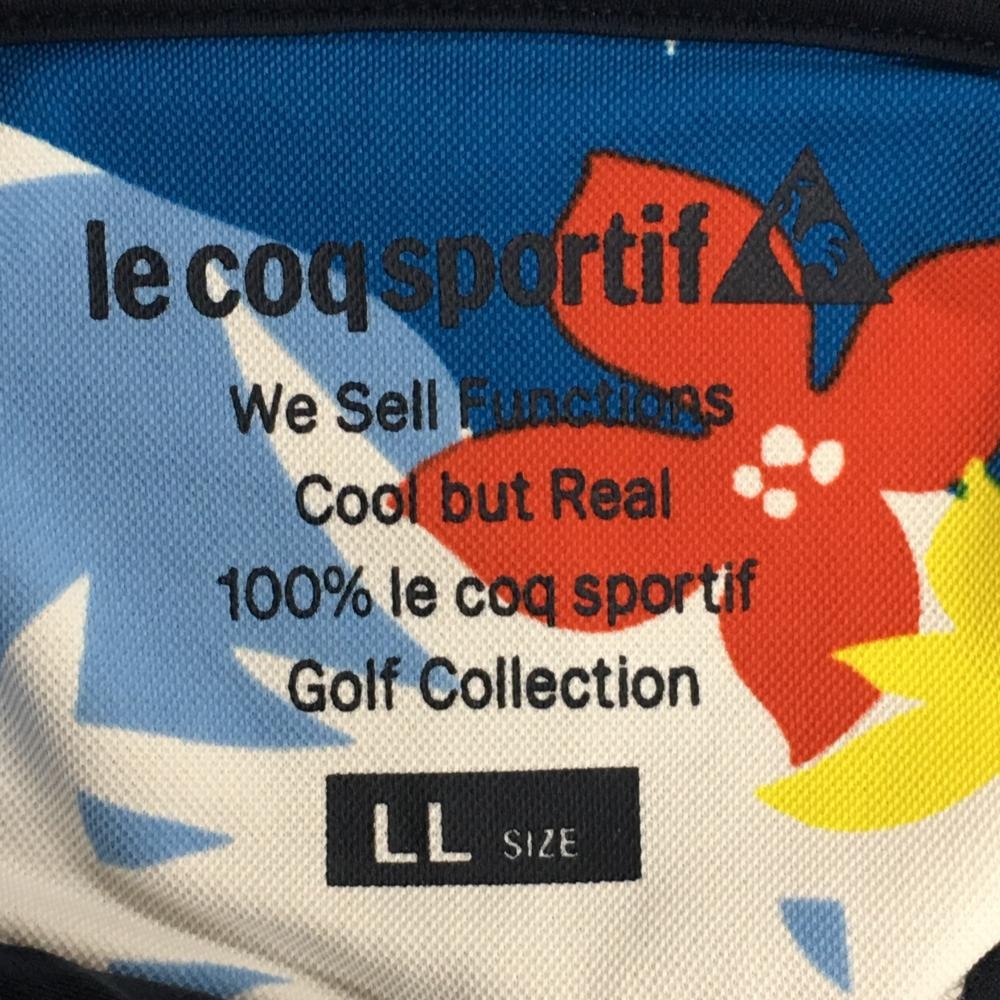 le coq sportif
We Sell Functions
Cool but Real
100% le coq sportif
Golf Collection
LL SIZE